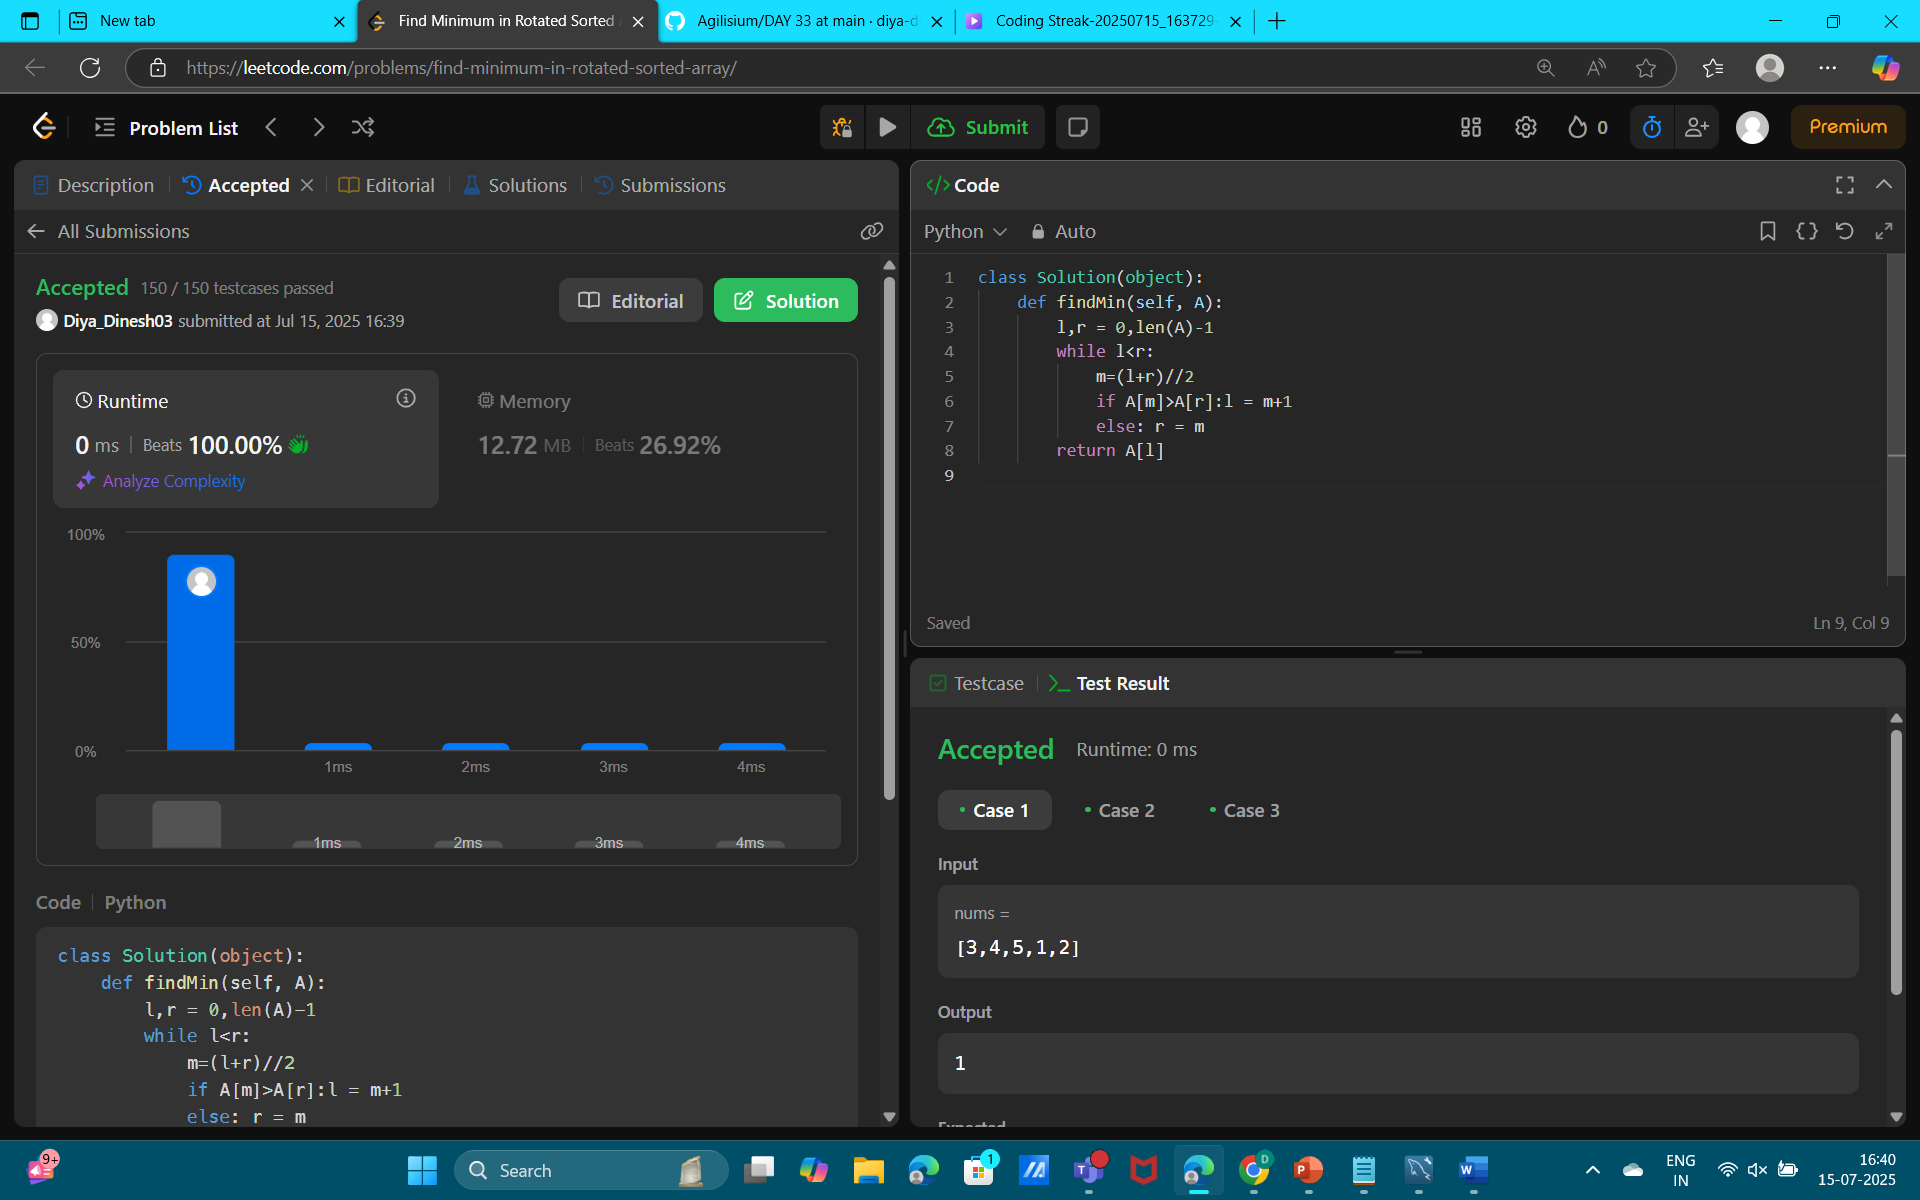 New tab
Find Minimum in Rotated Sorted A
Agilisium/DAY 33 at main · diya-d
Coding Streak-20250715_163729-
https://leetcode.com/problems/find-minimum-in-rotated-sorted-array/
Problem List
Submit
0
Premium
Description
Accepted
Editorial
Solutions
Submissions
All Submissions
Accepted 150 / 150 testcases passed
Diya_Dinesh03 submitted at Jul 15, 2025 16:39
Editorial
Solution
Runtime
0 ms | Beats 100.00%
Analyze Complexity
Memory
12.72 MB | Beats 26.92%
100%
50%
0%
1ms 2ms 3ms 4ms
1ms 2ms 3ms 4ms
Code | Python
class Solution(object):
    def findMin(self, A):
        l,r = 0,len(A)-1
        while l<r:
            m=(l+r)//2
            if A[m]>A[r]:l = m+1
            else: r = m
</> Code
Python
Auto
1 class Solution(object):
2     def findMin(self, A):
3         l,r = 0,len(A)-1
4         while l<r:
5             m=(l+r)//2
6             if A[m]>A[r]:l = m+1
7             else: r = m
8         return A[l]
9
Saved
Ln 9, Col 9
Testcase
Test Result
Accepted Runtime: 0 ms
Case 1
Case 2
Case 3
Input
nums =
[3,4,5,1,2]
Output
1
Expected
9+
Search
1
D
ENG
IN
16:40
15-07-2025